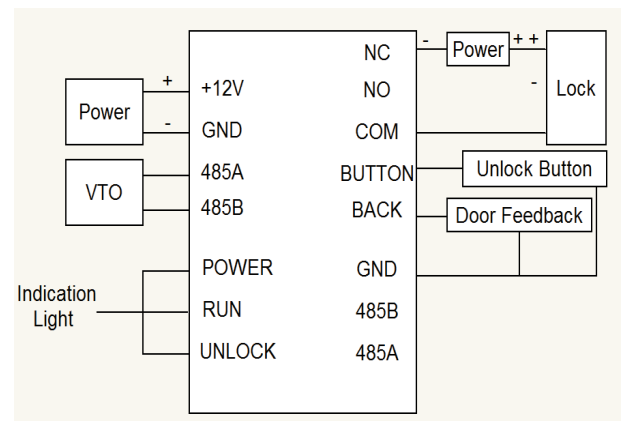 NC
-
Power
+ +
Lock
-
Power
+
-
+12V
NO
GND
COM
VTO
485A
485B
BUTTON
Unlock Button
BACK
Door Feedback
Indication
Light
POWER
RUN
UNLOCK
GND
485B
485A